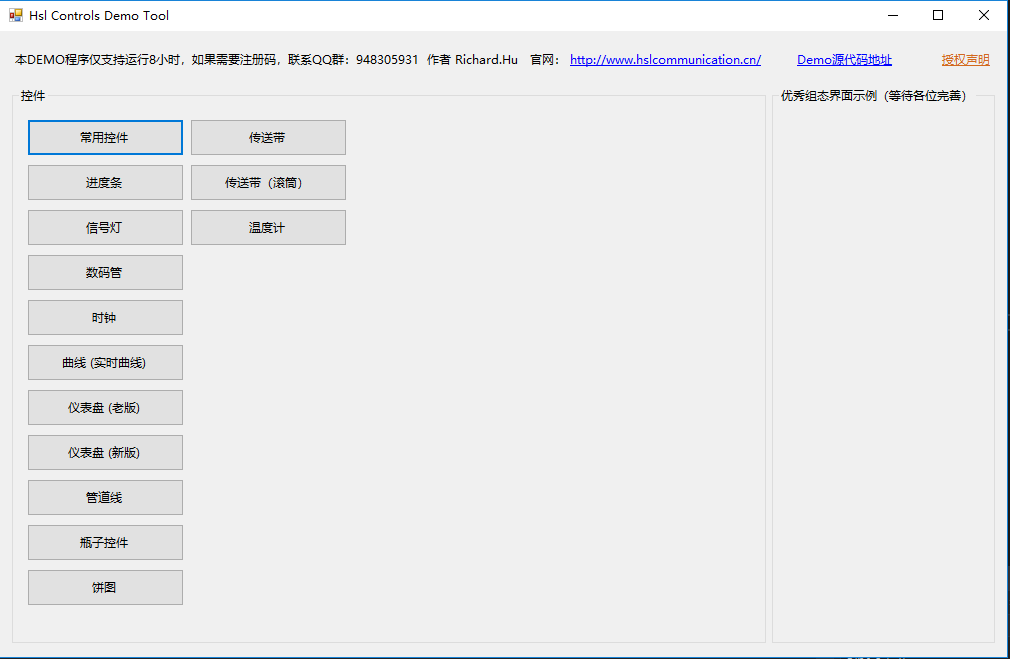 Hsl Controls Demo Tool
本DEMO程序仅支持运行8小时，如果需要注册码，联系QQ群：948305931 作者 Richard.Hu 官网： http://www.hslcommunication.cn/ Demo源代码地址 授权声明
控件
优秀组态界面示例（等待各位完善）
常用控件 传送带
进度条 传送带（滚筒）
信号灯 温度计
数码管
时钟
曲线 (实时曲线)
仪表盘 (老版)
仪表盘 (新版)
管道线
瓶子控件
饼图